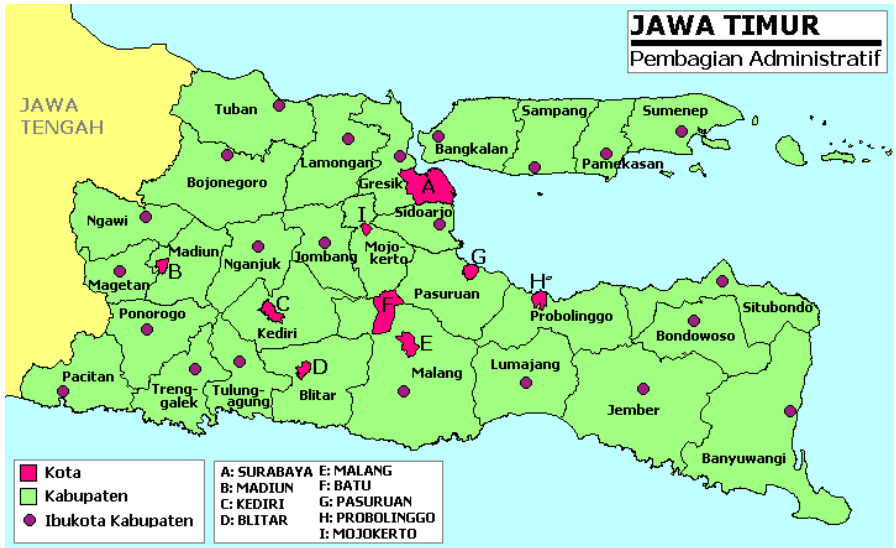 JAWA TIMUR
Pembagian Administratif
JAWA
TENGAH
Tuban
Sampang
Sumenep
Bangkalan
Lamongan
Pamekasan
Bojonegoro
Gresik
A
Ngawi
I
Sidoarjo
Madiun
Nganjuk
Jombang
Mojo-
kerto
G
B
Magetan
Pasuruan
H
Ponorogo
C
F
Situbondo
Kediri
Probolinggo
Bondowoso
E
D
Lumajang
Pacitan
Treng-
galek
Tulung-
agung
Blitar
Malang
Jember
Banyuwangi
Kota
Kabupaten
Ibukota Kabupaten
A: SURABAYA
B: MADIUN
C: KEDIRI
D: BLITAR
E: MALANG
F: BATU
G: PASURUAN
H: PROBOLINGGO
I: MOJOKERTO